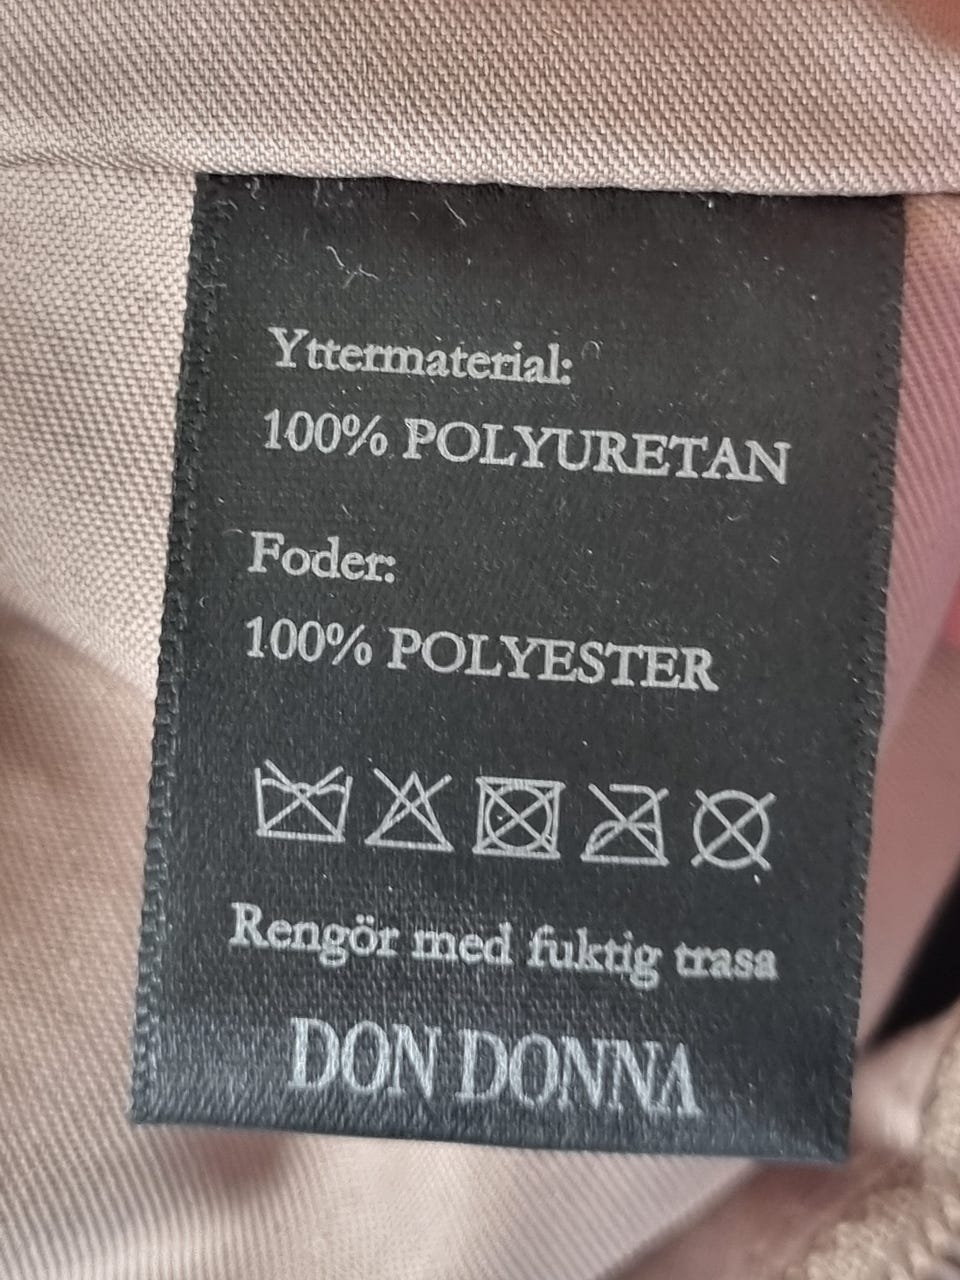 Yttermaterial:
100% POLYURETAN
Foder:
100% POLYESTER
Rengör med fuktig trasa
DON DONNA